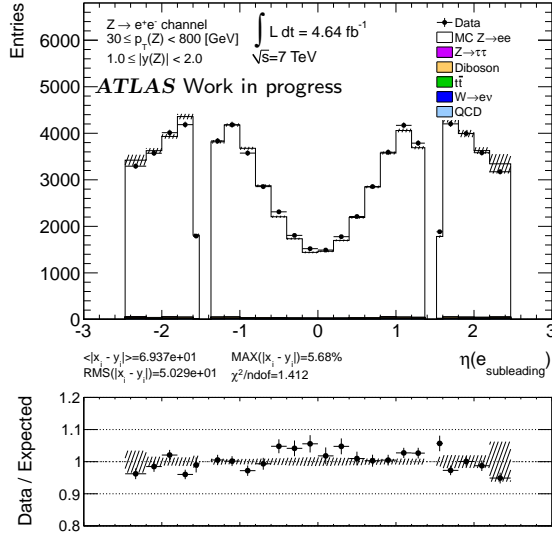 Entries
9000
8000
7000
6000
5000
4000
3000
2000
1000
0
Z → e⁺e⁻ channel
30 ≤ p_T(Z) < 800 [GeV]
1.0 ≤ |y(Z)| < 2.0
∫ L dt = 4.64 fb⁻¹
√s=7 TeV
ATLAS Work in progress
Data
MC Z→ee
Z→ττ
Diboson
tt̄
W→eν
QCD
-3 -2 -1 0 1 2 3
η(e_subleading)
<|x_i - y_i|>=6.937e+01 MAX(|x_i - y_i|)=5.68%
RMS(|x_i - y_i|)=5.029e+01 χ²/ndof=1.412
Data / Expected
1.2
1.1
1
0.9
0.8